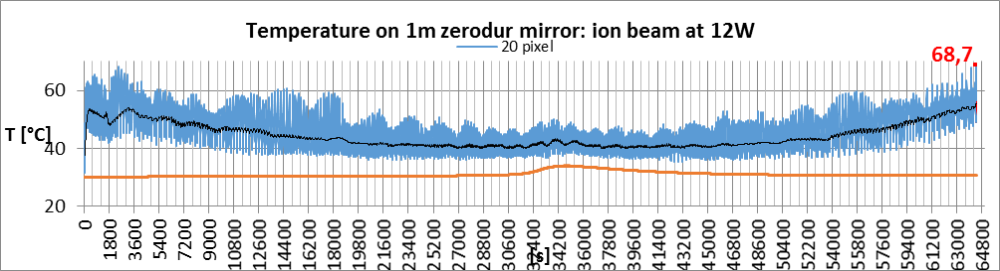 Temperature on 1m zerodur mirror: ion beam at 12W
20 pixel
68,7
60
T [°C]
40
20
0 1800 3600 5400 7200 9000 10800 12600 14400 16200 18000 19800 21600 23400 25200 27000 28800 30600 32400 34200 36000 37800 39600 41400 43200 45000 46800 48600 50400 52200 54000 55800 57600 59400 61200 63000 64800
[s]